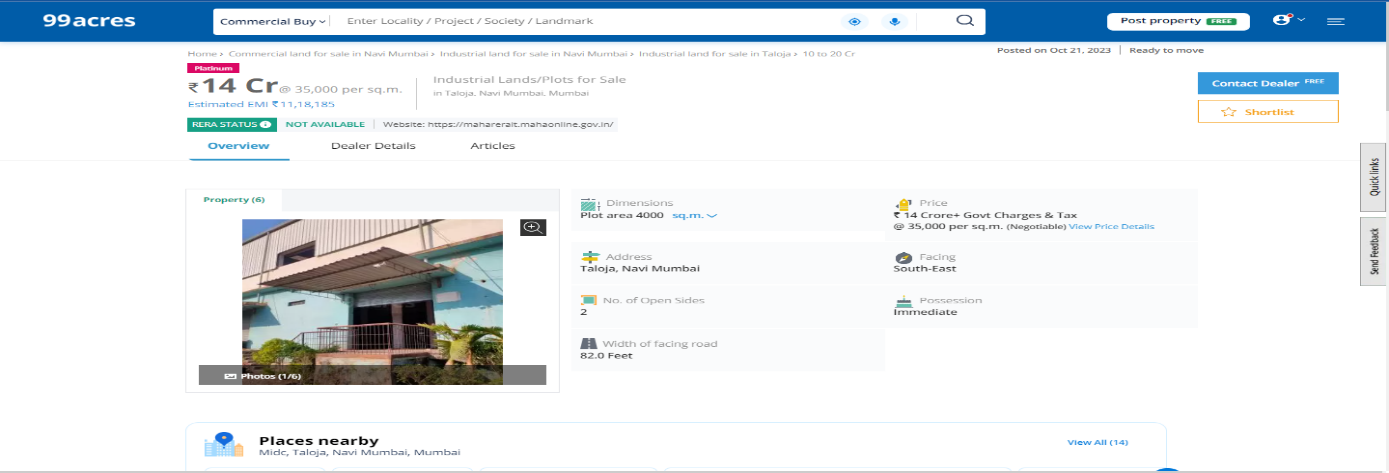 99acres
Commercial Buy
Enter Locality / Project / Society / Landmark
Post property FREE
Home > Commercial land for sale in Navi Mumbai > Industrial land for sale in Navi Mumbai > Industrial land for sale in Taloja > 10 to 20 Cr
Posted on Oct 21, 2023 | Ready to move
Platinum
₹ 14 Cr @ 35,000 per sq.m.
Estimated EMI ₹ 11,18,185
Industrial Lands/Plots for Sale
in Taloja, Navi Mumbai, Mumbai
Contact Dealer FREE
Shortlist
RERA STATUS NOT AVAILABLE | Website: https://maharerait.mahaonline.gov.in/
Overview
Dealer Details
Articles
Quick links
Send Feedback
Property (6)
Photos (1/6)
Dimensions
Plot area 4000 sq.m.
Price
₹ 14 Crore+ Govt Charges & Tax
@ 35,000 per sq.m. (Negotiable) View Price Details
Address
Taloja, Navi Mumbai
Facing
South-East
No. of Open Sides
2
Possession
Immediate
Width of facing road
82.0 Feet
Places nearby
Midc, Taloja, Navi Mumbai, Mumbai
View All (14)